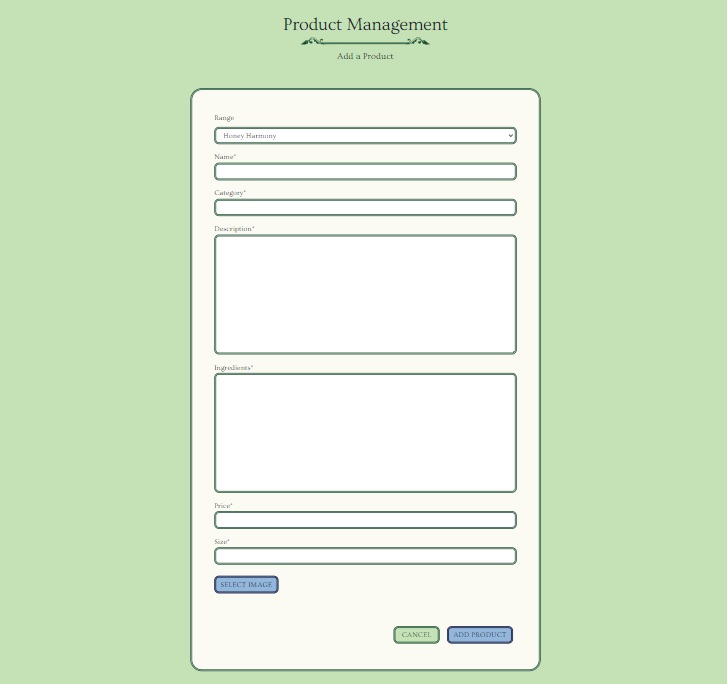 Product Management
Add a Product
Range
Honey Harmony
Name*
Category*
Description*
Ingredients*
Price*
Size*
SELECT IMAGE
CANCEL
ADD PRODUCT